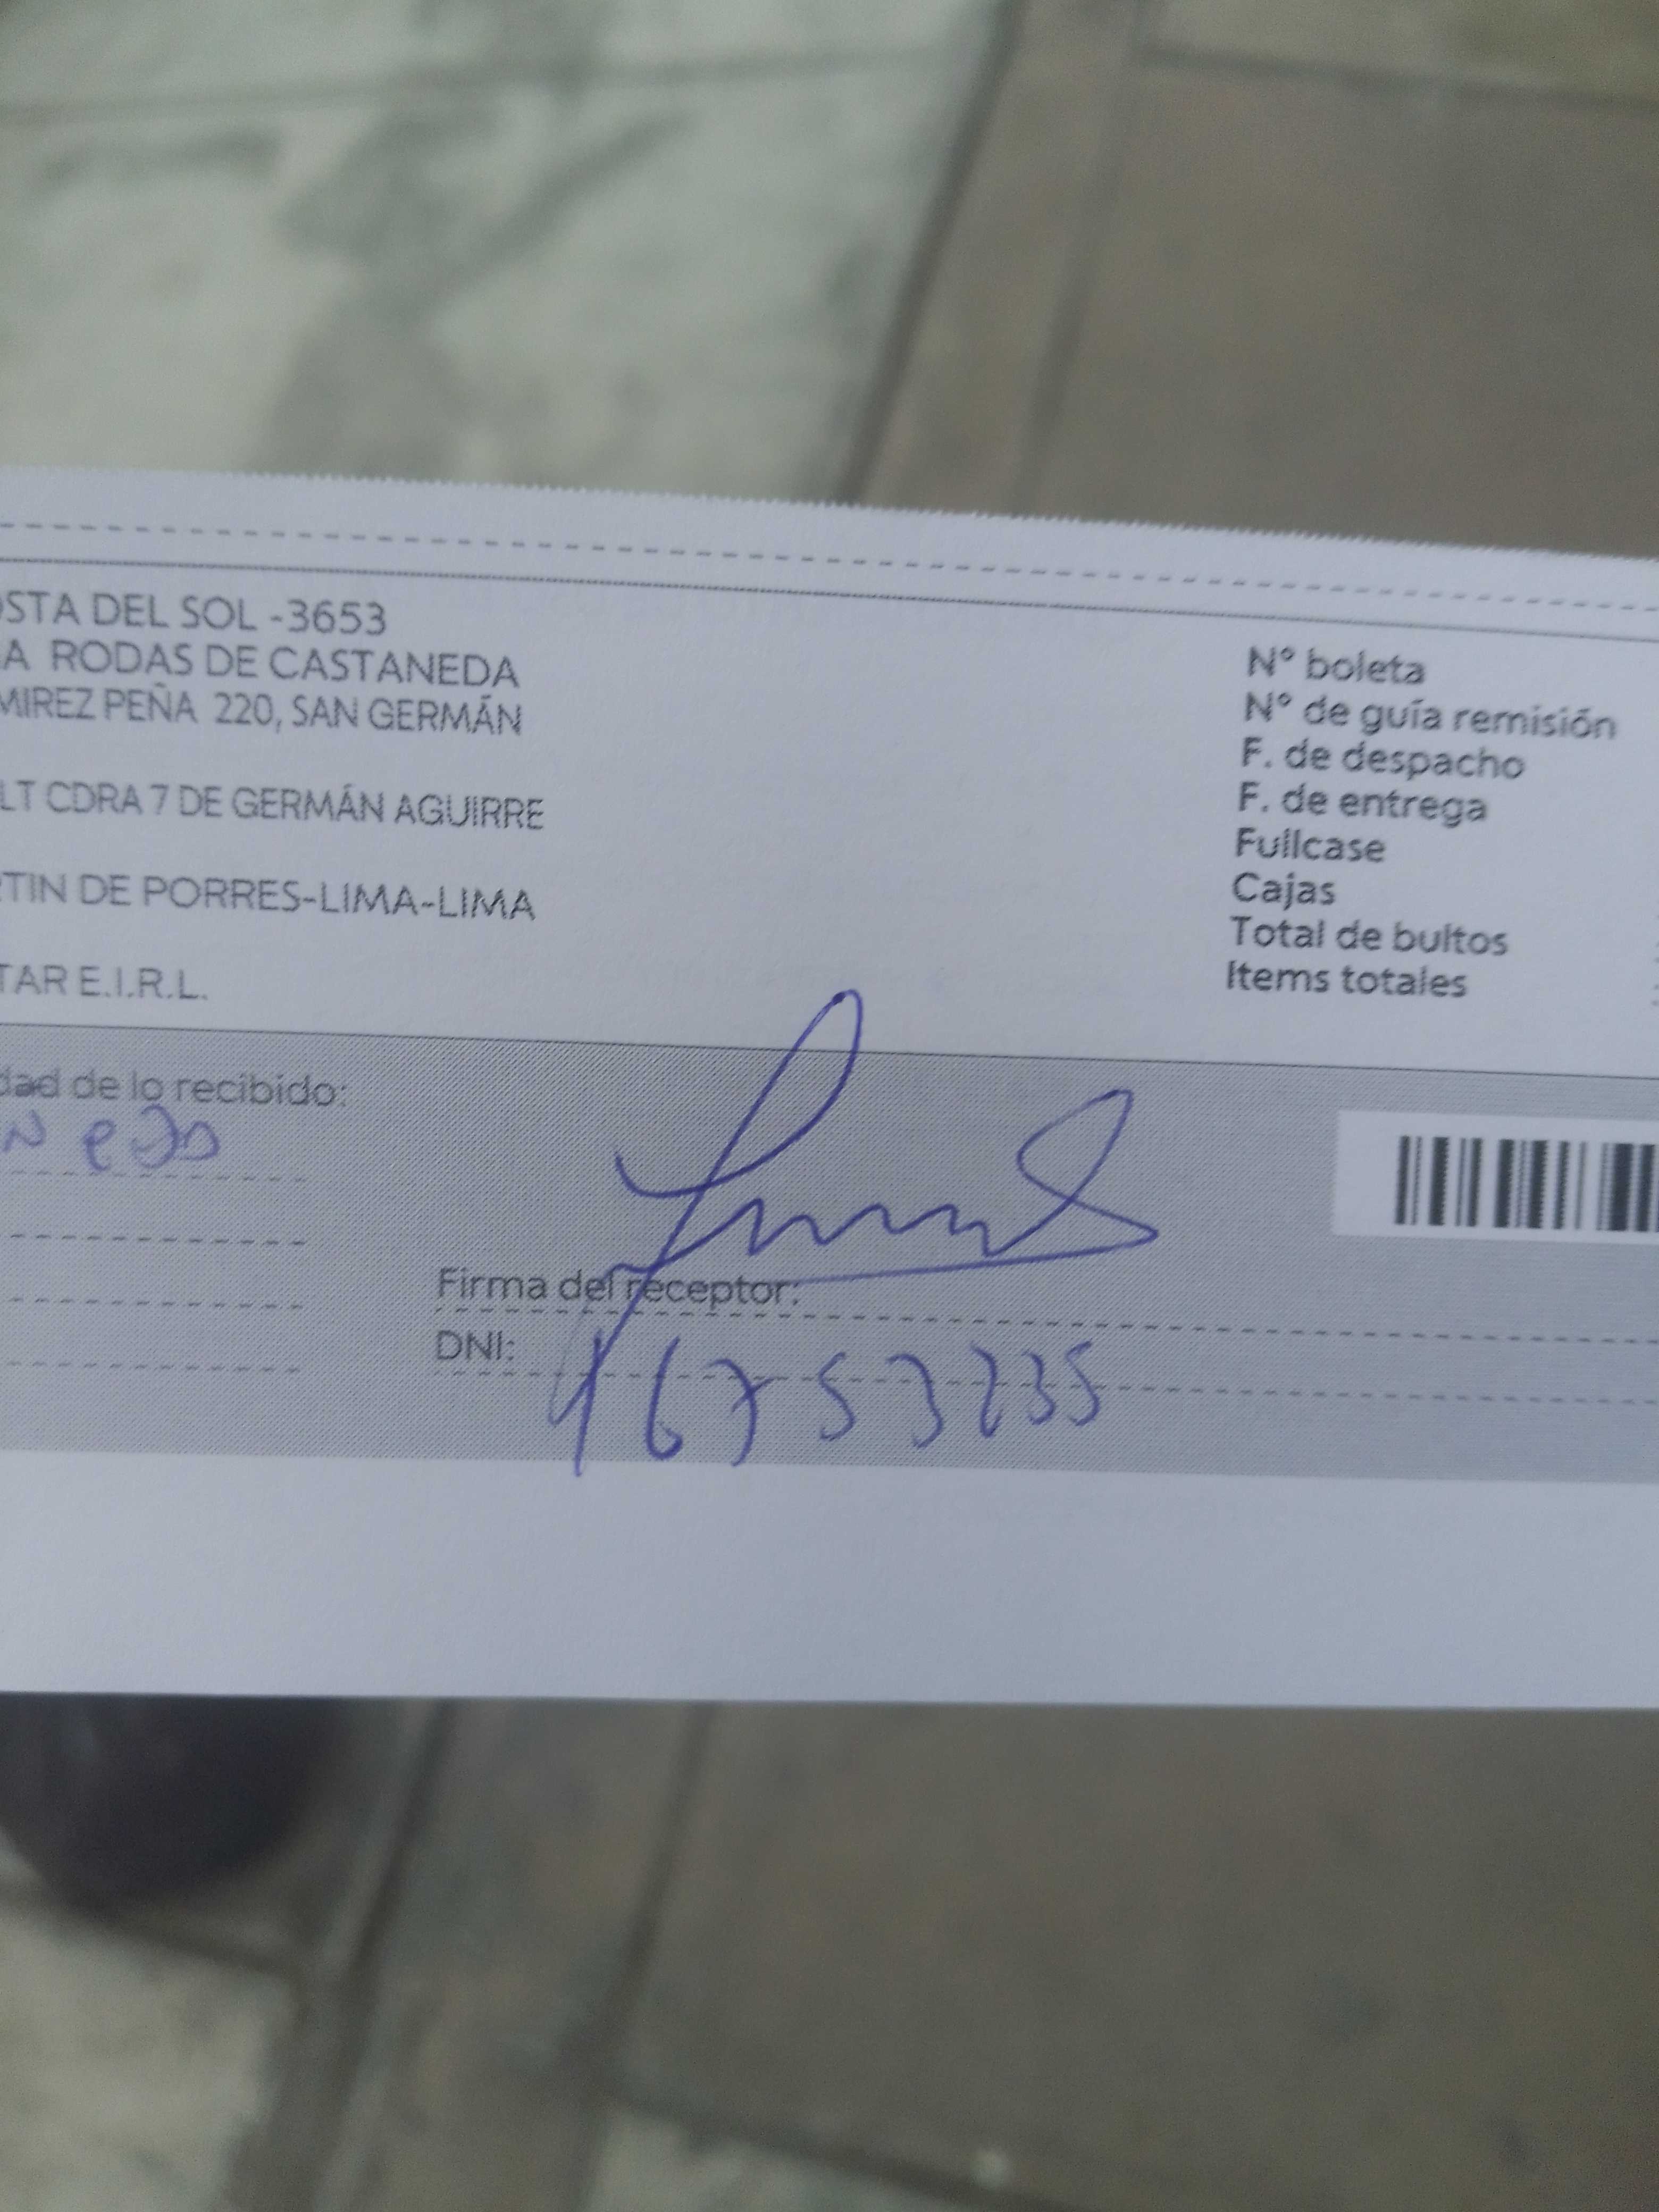 OSTA DEL SOL -3653
A RODAS DE CASTANEDA
MIREZ PEÑA 220, SAN GERMÁN
LT CDRA 7 DE GERMÁN AGUIRRE
TIN DE PORRES-LIMA-LIMA
TAR E.I.R.L.
N° boleta
N° de guía remisión
F. de despacho
F. de entrega
Fullcase
Cajas
Total de bultos
Items totales
dad de lo recibido:
Firma del receptor:
DNI: 16753235